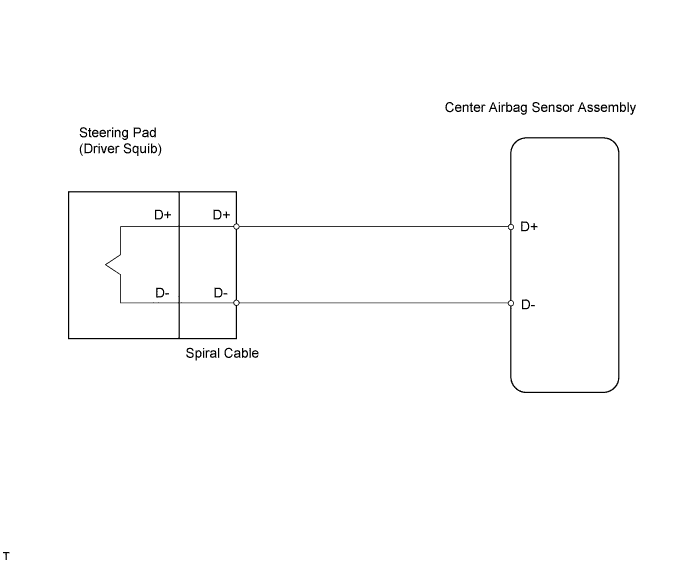 Center Airbag Sensor Assembly
Steering Pad
(Driver Squib)
D+ D+ D+
D- D- D-
Spiral Cable
T